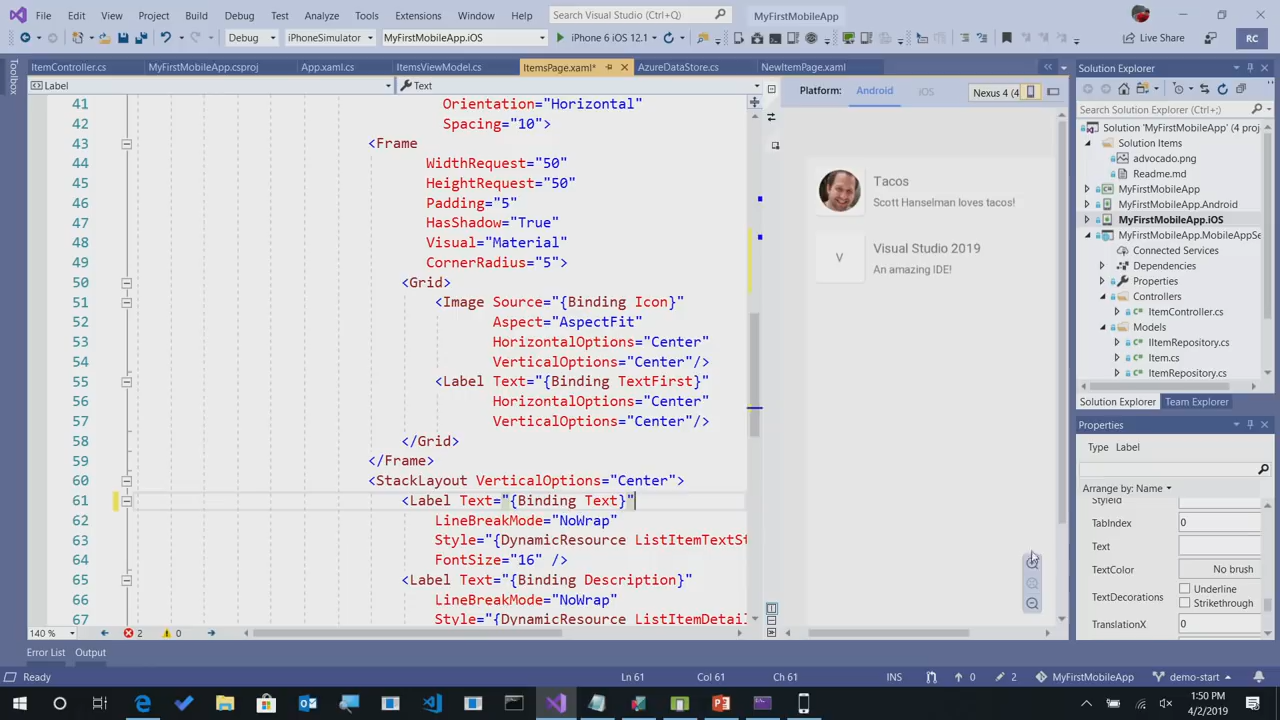 File Edit View Project Build Debug Test Analyze Tools Extensions Window Help Search Visual Studio MyFirstMobileApp
Debug iPhoneSimulator MyFirstMobileApp.iOS iPhone 6 iOS 12.1 Live Share RC
ItemController.cs MyFirstMobileApp.csproj App.xaml.cs ItemsViewModel.cs ItemsPage.xaml* AzureDataStore.cs NewItemPage.xaml
Toolbox
Label Text
41 Orientation="Horizontal"
42 Spacing="10">
43 <Frame
44 WidthRequest="50"
45 HeightRequest="50"
46 Padding="5"
47 HasShadow="True"
48 Visual="Material"
49 CornerRadius="5">
50 <Grid>
51 <Image Source="{Binding Icon}"
52 Aspect="AspectFit"
53 HorizontalOptions="Center"
54 VerticalOptions="Center"/>
55 <Label Text="{Binding TextFirst}"
56 HorizontalOptions="Center"
57 VerticalOptions="Center"/>
58 </Grid>
59 </Frame>
60 <StackLayout VerticalOptions="Center">
61 <Label Text="{Binding Text}"
62 LineBreakMode="NoWrap"
63 Style="{DynamicResource ListItemTextSt
64 FontSize="16" />
65 <Label Text="{Binding Description}"
66 LineBreakMode="NoWrap"
67 Style="{DynamicResource ListItemDetail
140 % 2 0
Platform: Android iOS Nexus 4 (4
Tacos
Scott Hanselman loves tacos!
V
Visual Studio 2019
An amazing IDE!
Solution Explorer
Search Solution Explorer (Ctrl+;)
Solution 'MyFirstMobileApp' (4 proj
Solution Items
advocado.png
Readme.md
MyFirstMobileApp
MyFirstMobileApp.Android
MyFirstMobileApp.iOS
MyFirstMobileApp.MobileAppSe
Connected Services
Dependencies
Properties
Controllers
ItemController.cs
Models
IItemRepository.cs
Item.cs
ItemRepository.cs
Solution Explorer Team Explorer
Properties
Type Label
Arrange by: Name
StyleId
TabIndex 0
Text
TextColor No brush
TextDecorations Underline
Strikethrough
TranslationX 0
Error List Output
Ready Ln 61 Col 61 Ch 61 INS 0 2 MyFirstMobileApp demo-start
1:50 PM
4/2/2019